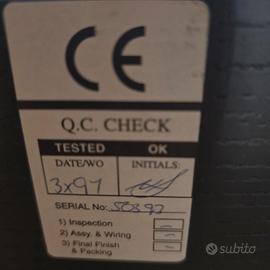 CE
Q.C. CHECK
TESTED OK
DATE/WO INITIALS:
3x97
SERIAL No: 50393
1) Inspection
2) Assy. & Wiring
3) Final Finish
& Packing
subito